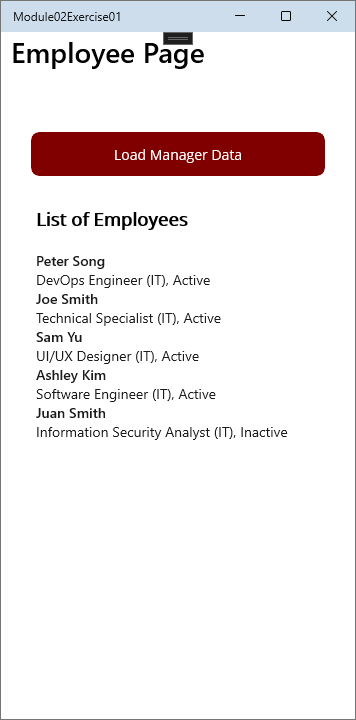 Module02Exercise01
Employee Page
Load Manager Data
List of Employees
Peter Song
DevOps Engineer (IT), Active
Joe Smith
Technical Specialist (IT), Active
Sam Yu
UI/UX Designer (IT), Active
Ashley Kim
Software Engineer (IT), Active
Juan Smith
Information Security Analyst (IT), Inactive